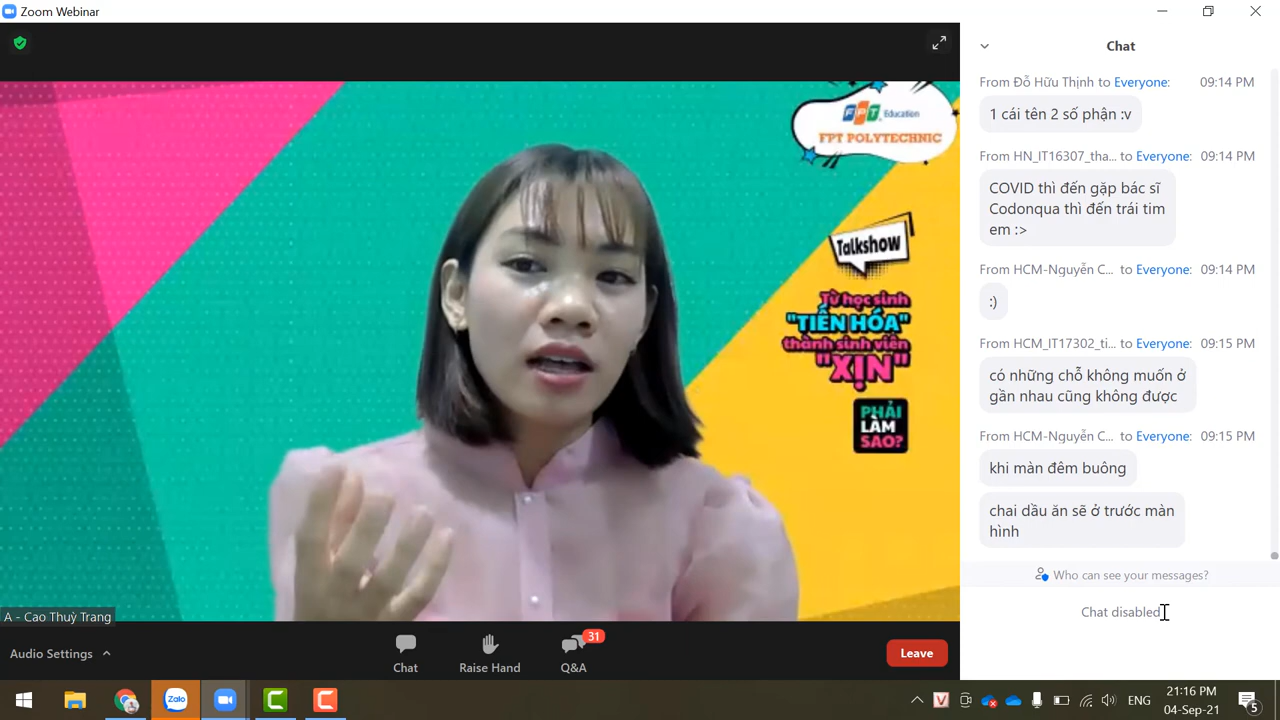 Zoom Webinar
FPT Education
FPT POLYTECHNIC
Talkshow
Từ học sinh
"TIẾN HÓA"
thành sinh viên
"XỊN"
PHẢI
LÀM
SAO?
A - Cao Thuỳ Trang
Audio Settings
Chat
Raise Hand
31
Q&A
Leave
Chat
From Đỗ Hữu Thịnh to Everyone: 09:14 PM
1 cái tên 2 số phận :v
From HN_IT16307_tha... to Everyone: 09:14 PM
COVID thì đến gặp bác sĩ
Codonqua thì đến trái tim
em :>
From HCM-Nguyễn C... to Everyone: 09:14 PM
:)
From HCM_IT17302_ti... to Everyone: 09:15 PM
có những chỗ không muốn ở
gần nhau cũng không được
From HCM-Nguyễn C... to Everyone: 09:15 PM
khi màn đêm buông
chai dầu ăn sẽ ở trước màn
hình
Who can see your messages?
Chat disabled
Zalo
ENG
21:16 PM
04-Sep-21
5